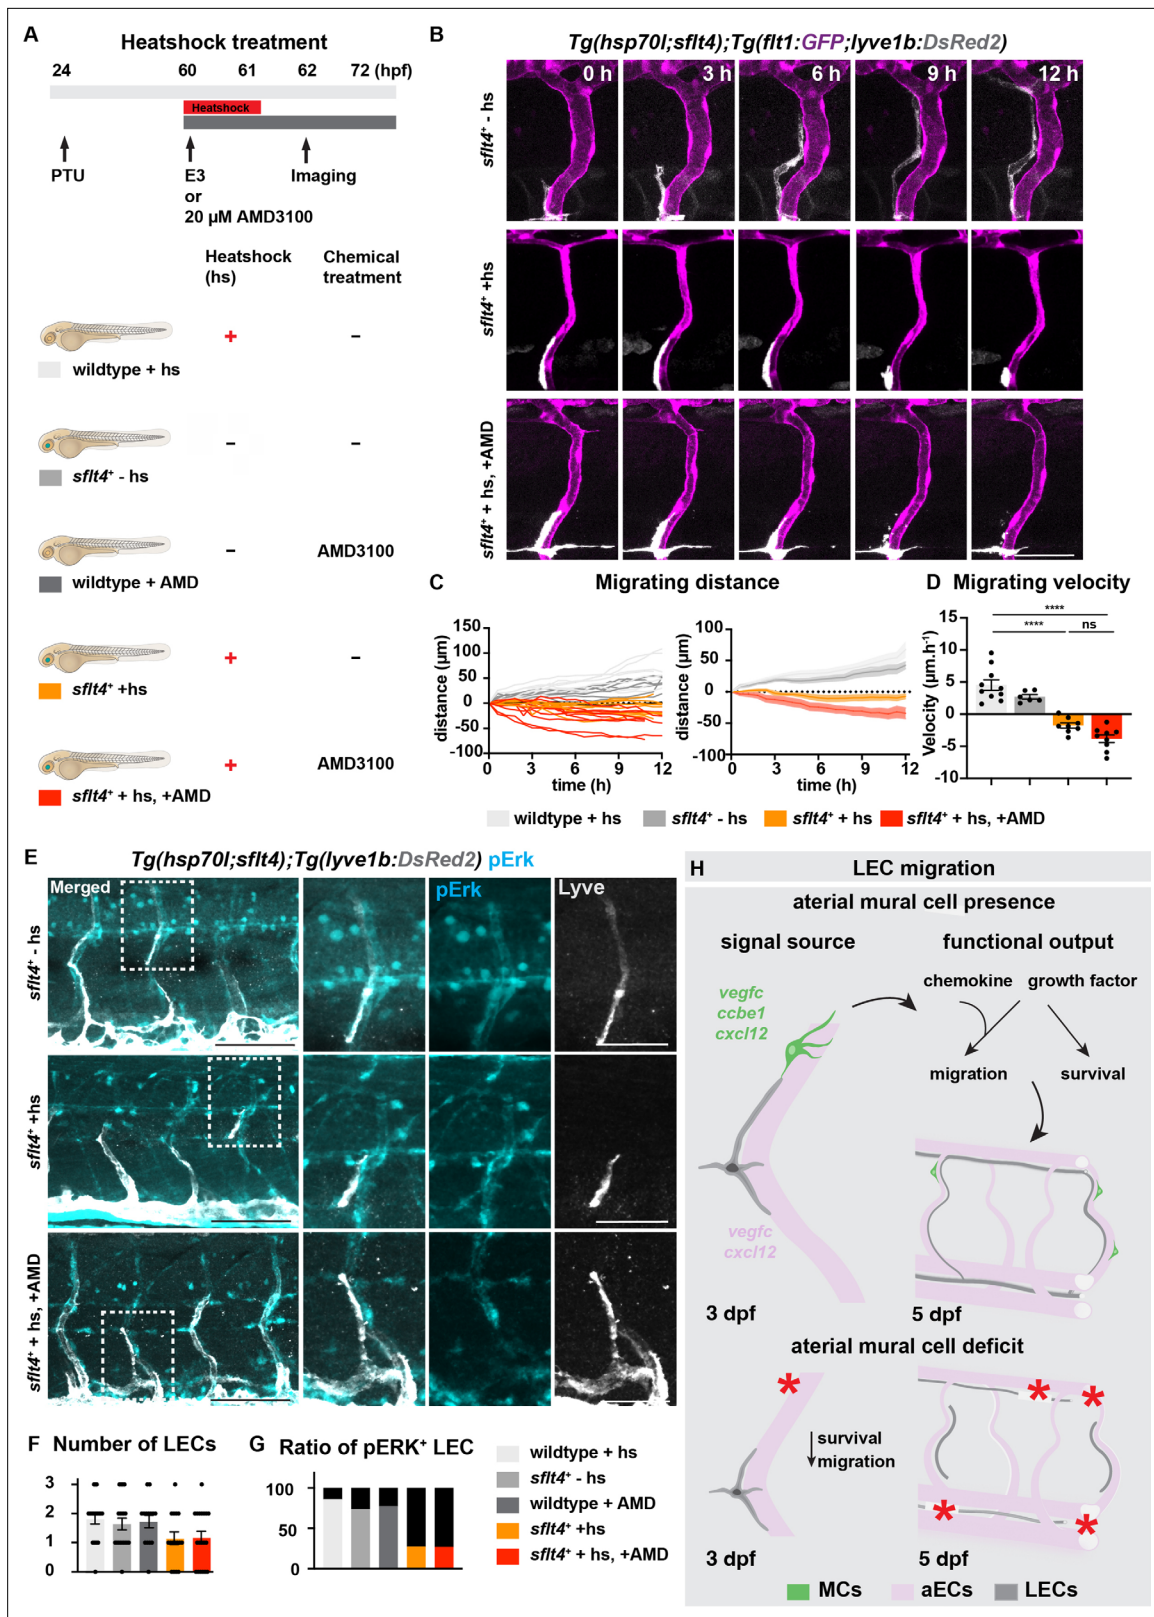 A
Heatshock treatment
24 60 61 62 72 (hpf)
Heatshock
PTU E3 Imaging
or
20 µM AMD3100
Heatshock Chemical
(hs) treatment
+ –
wildtype + hs
– –
sflt4⁺ - hs
– AMD3100
wildtype + AMD
+ –
sflt4⁺ +hs
+ AMD3100
sflt4⁺ + hs, +AMD
B
Tg(hsp70l;sflt4);Tg(flt1:GFP;lyve1b:DsRed2)
0 h 3 h 6 h 9 h 12 h
sflt4⁺ - hs
sflt4⁺ +hs
sflt4⁺ + hs, +AMD
C Migrating distance
distance (µm)
150
100
50
0
-50
-100
0 3 6 9 12
time (h)
distance (µm)
100
50
0
-50
-100
0 3 6 9 12
time (h)
D Migrating velocity
Velocity (µm.h⁻¹)
15
10
5
0
-5
-10
****
**** ns
wildtype + hs sflt4⁺ - hs sflt4⁺ + hs sflt4⁺ + hs, +AMD
E Tg(hsp70l;sflt4);Tg(lyve1b:DsRed2) pErk
Merged pErk Lyve
sflt4⁺ - hs
sflt4⁺ +hs
sflt4⁺ + hs, +AMD
F Number of LECs
3
2
1
0
G Ratio of pERK⁺ LEC
100
50
0
wildtype + hs
sflt4⁺ - hs
wildtype + AMD
sflt4⁺ +hs
sflt4⁺ + hs, +AMD
H LEC migration
aterial mural cell presence
signal source functional output
chemokine growth factor
vegfc
ccbe1
cxcl12
migration survival
vegfc
cxcl12
3 dpf 5 dpf
aterial mural cell deficit
* * *
survival
migration
* *
3 dpf 5 dpf
MCs aECs LECs